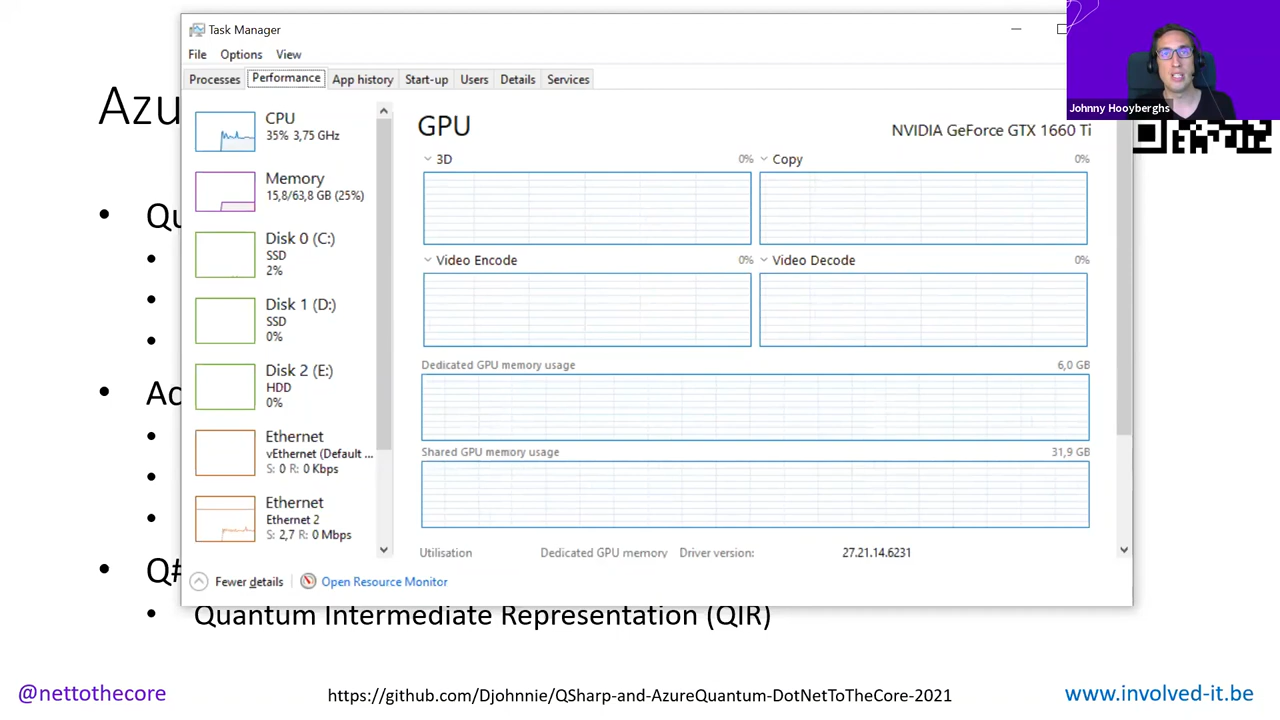 Task Manager
File Options View
Processes Performance App history Start-up Users Details Services
CPU
35% 3,75 GHz
Memory
15,8/63,8 GB (25%)
Disk 0 (C:)
SSD
2%
Disk 1 (D:)
SSD
0%
Disk 2 (E:)
HDD
0%
Ethernet
vEthernet (Default ...
S: 0 R: 0 Kbps
Ethernet
Ethernet 2
S: 2,7 R: 0 Mbps
GPU
NVIDIA GeForce GTX 1660 Ti
3D 0%
Copy 0%
Video Encode 0%
Video Decode 0%
Dedicated GPU memory usage 6,0 GB
Shared GPU memory usage 31,9 GB
Utilisation Dedicated GPU memory Driver version: 27.21.14.6231
Fewer details Open Resource Monitor
Johnny Hooyberghs
Azu
• Qu
• Ac
• Q#
• Quantum Intermediate Representation (QIR)
@nettothecore
https://github.com/Djohnnie/QSharp-and-AzureQuantum-DotNetToTheCore-2021
www.involved-it.be